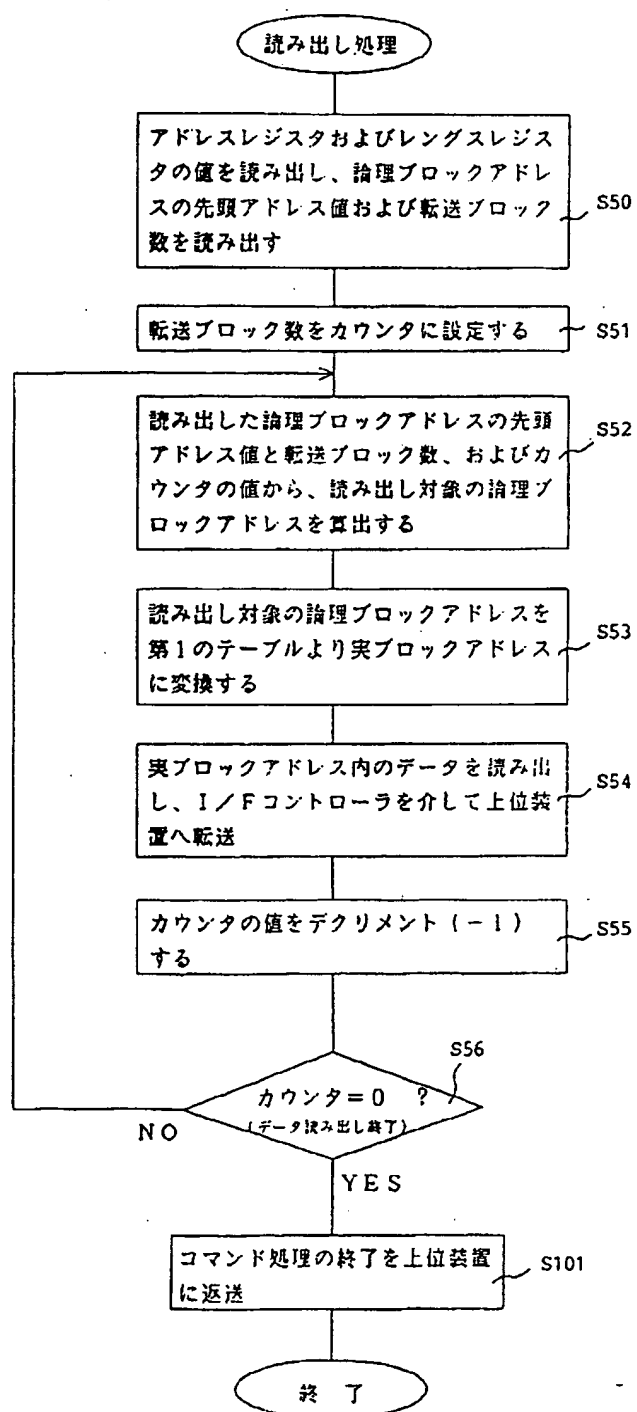 読み出し処理
アドレスレジスタおよびレングスレジス
タの値を読み出し、論理ブロックアドレ
スの先頭アドレス値および転送ブロック
数を読み出す
S50
転送ブロック数をカウンタに設定する
S51
読み出した論理ブロックアドレスの先頭
アドレス値と転送ブロック数、およびカ
ウンタの値から、読み出し対象の論理ブ
ロックアドレスを算出する
S52
読み出し対象の論理ブロックアドレスを
第1のテーブルより実ブロックアドレス
に変換する
S53
実ブロックアドレス内のデータを読み出
し、I/Fコントローラを介して上位装
置へ転送
S54
カウンタの値をデクリメント(-1)
する
S55
S56
カウンタ=0 ?
(データ読み出し終了)
NO
YES
コマンド処理の終了を上位装置
に返送
S101
終 了